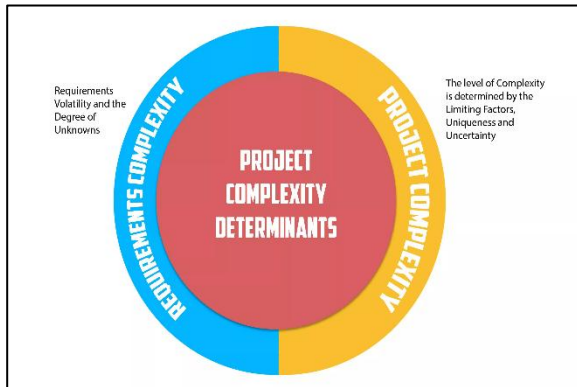 Requirements
Volatility and the
Degree of
Unknowns
REQUIREMENTS COMPLEXITY
PROJECT
COMPLEXITY
DETERMINANTS
PROJECT COMPLEXITY
The level of Complexity
is determined by the
Limiting Factors,
Uniqueness and
Uncertainty